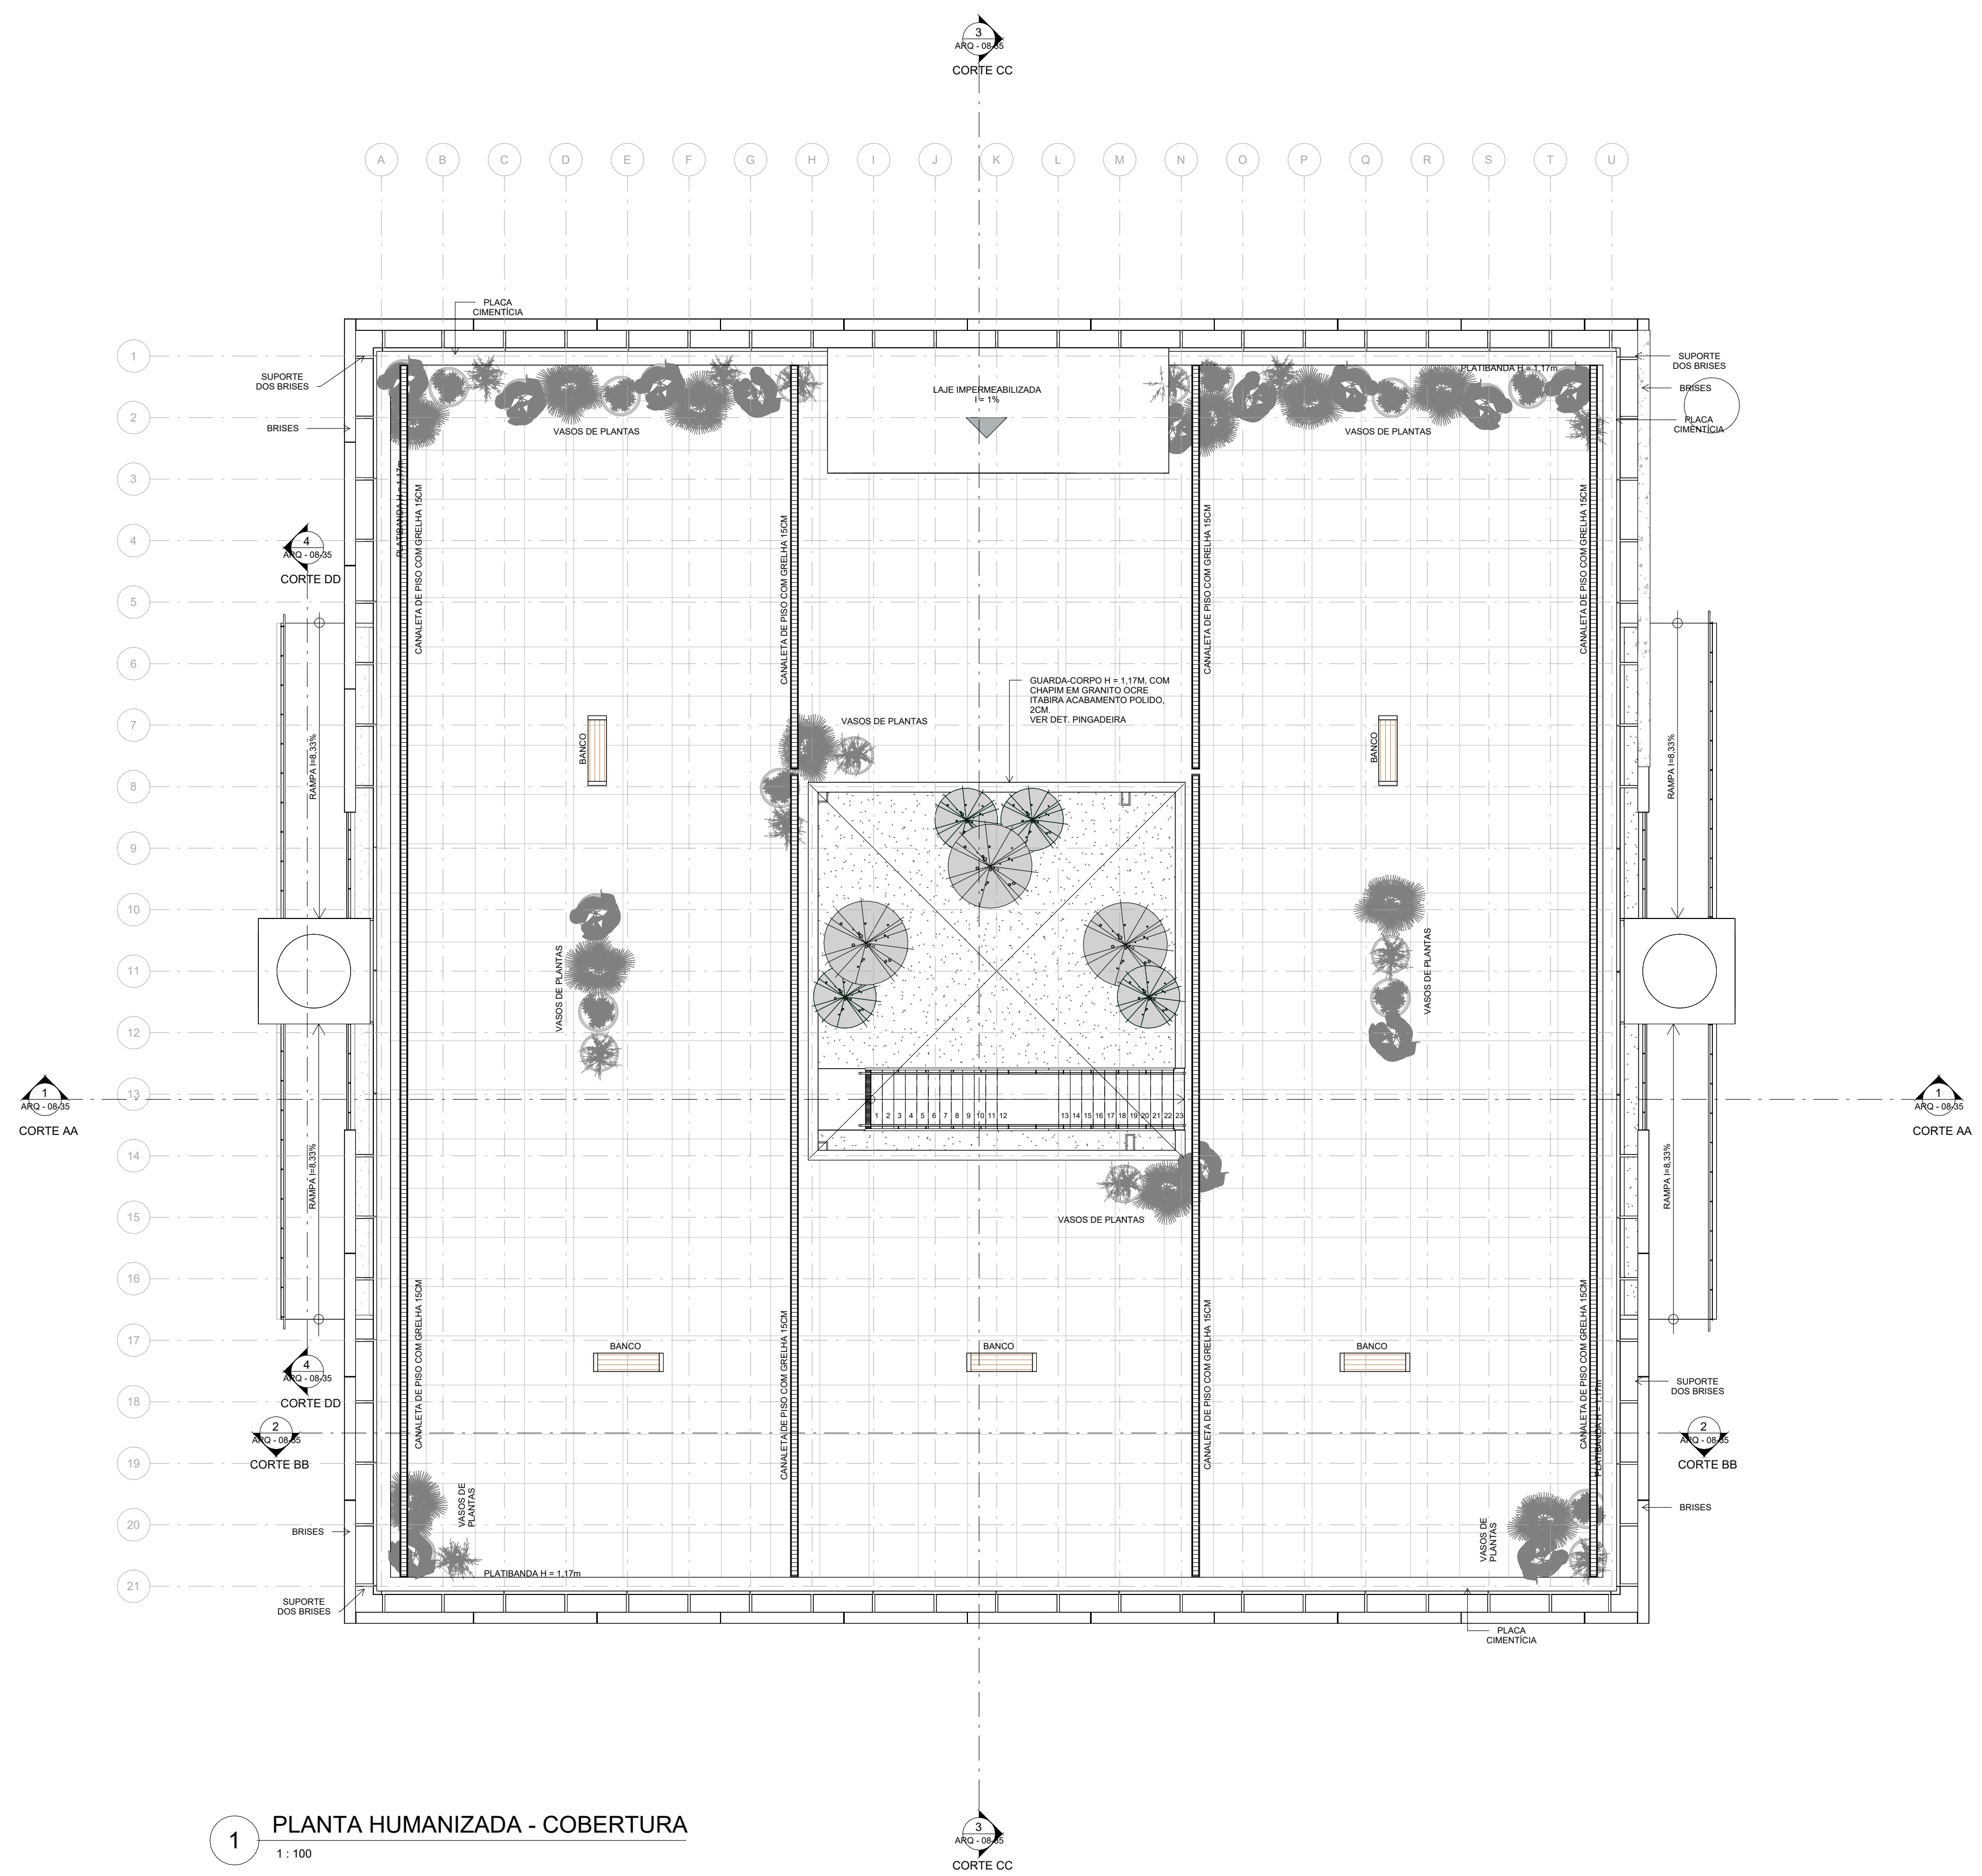 3
ARQ - 08-35
CORTE CC
A B C D E F G H I J K L M N O P Q R S T U
PLACA
CIMENTÍCIA
1
SUPORTE
DOS BRISES
SUPORTE
DOS BRISES
PLATIBANDA H = 1,17m
LAJE IMPERMEABILIZADA
I = 1%
BRISES
2
BRISES
VASOS DE PLANTAS
VASOS DE PLANTAS
PLACA
CIMENTÍCIA
3
PLATIBANDA H = 1,17m
CANALETA DE PISO COM GRELHA 15CM
CANALETA DE PISO COM GRELHA 15CM
CANALETA DE PISO COM GRELHA 15CM
CANALETA DE PISO COM GRELHA 15CM
4
4
ARQ - 08-35
CORTE DD
5
6
GUARDA-CORPO H = 1,17M, COM
CHAPIM EM GRANITO OCRE
ITABIRA ACABAMENTO POLIDO,
2CM.
VER DET. PINGADEIRA
7
VASOS DE PLANTAS
BANCO
BANCO
RAMPA I=8,33%
RAMPA I=8,33%
8
9
10
11
VASOS DE PLANTAS
VASOS DE PLANTAS
12
13
1
ARQ - 08-35
CORTE AA
1
ARQ - 08-35
CORTE AA
1 2 3 4 5 6 7 8 9 10 11 12 13 14 15 16 17 18 19 20 21 22 23
14
RAMPA I=8,33%
RAMPA I=8,33%
15
VASOS DE PLANTAS
16
17
BANCO
BANCO
BANCO
4
ARQ - 08-35
CORTE DD
CANALETA DE PISO COM GRELHA 15CM
CANALETA DE PISO COM GRELHA 15CM
CANALETA DE PISO COM GRELHA 15CM
CANALETA DE PISO COM GRELHA 15CM
PLATIBANDA H = 1,17m
SUPORTE
DOS BRISES
18
2
ARQ - 08-35
CORTE BB
2
ARQ - 08-35
CORTE BB
19
VASOS DE
PLANTAS
VASOS DE
PLANTAS
BRISES
20
BRISES
PLATIBANDA H = 1,17m
21
SUPORTE
DOS BRISES
PLACA
CIMENTÍCIA
1
PLANTA HUMANIZADA - COBERTURA
1 : 100
3
ARQ - 08-35
CORTE CC